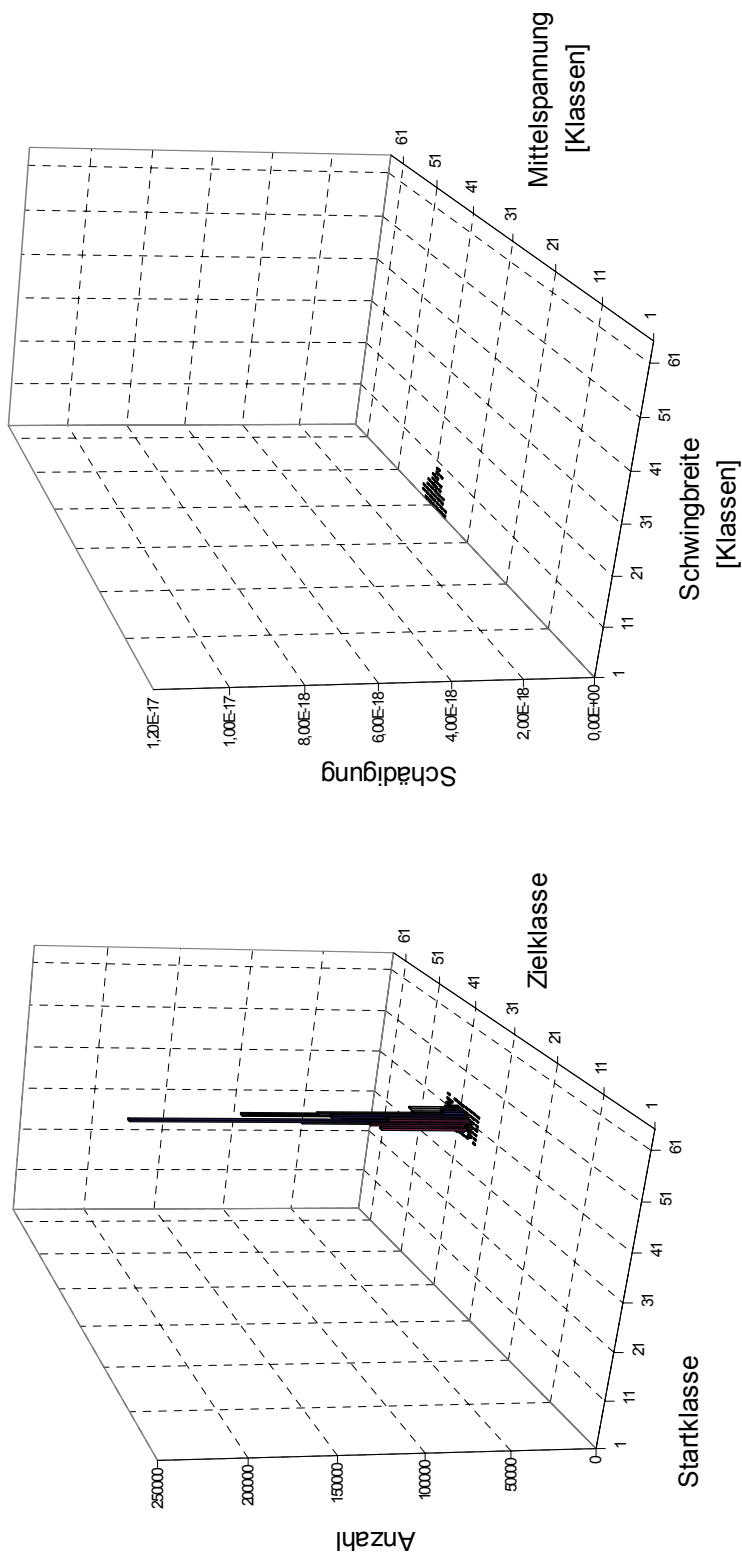 Schädigung
1,20E-17
1,00E-17
8,00E-18
6,00E-18
4,00E-18
2,00E-18
0,00E+00
1
11
21
31
41
51
61
Schwingbreite
[Klassen]
1
11
21
31
41
51
61
Mittelspannung
[Klassen]
Anzahl
250000
200000
150000
100000
50000
0
1
11
21
31
41
51
61
Startklasse
1
11
21
31
41
51
61
Zielklasse